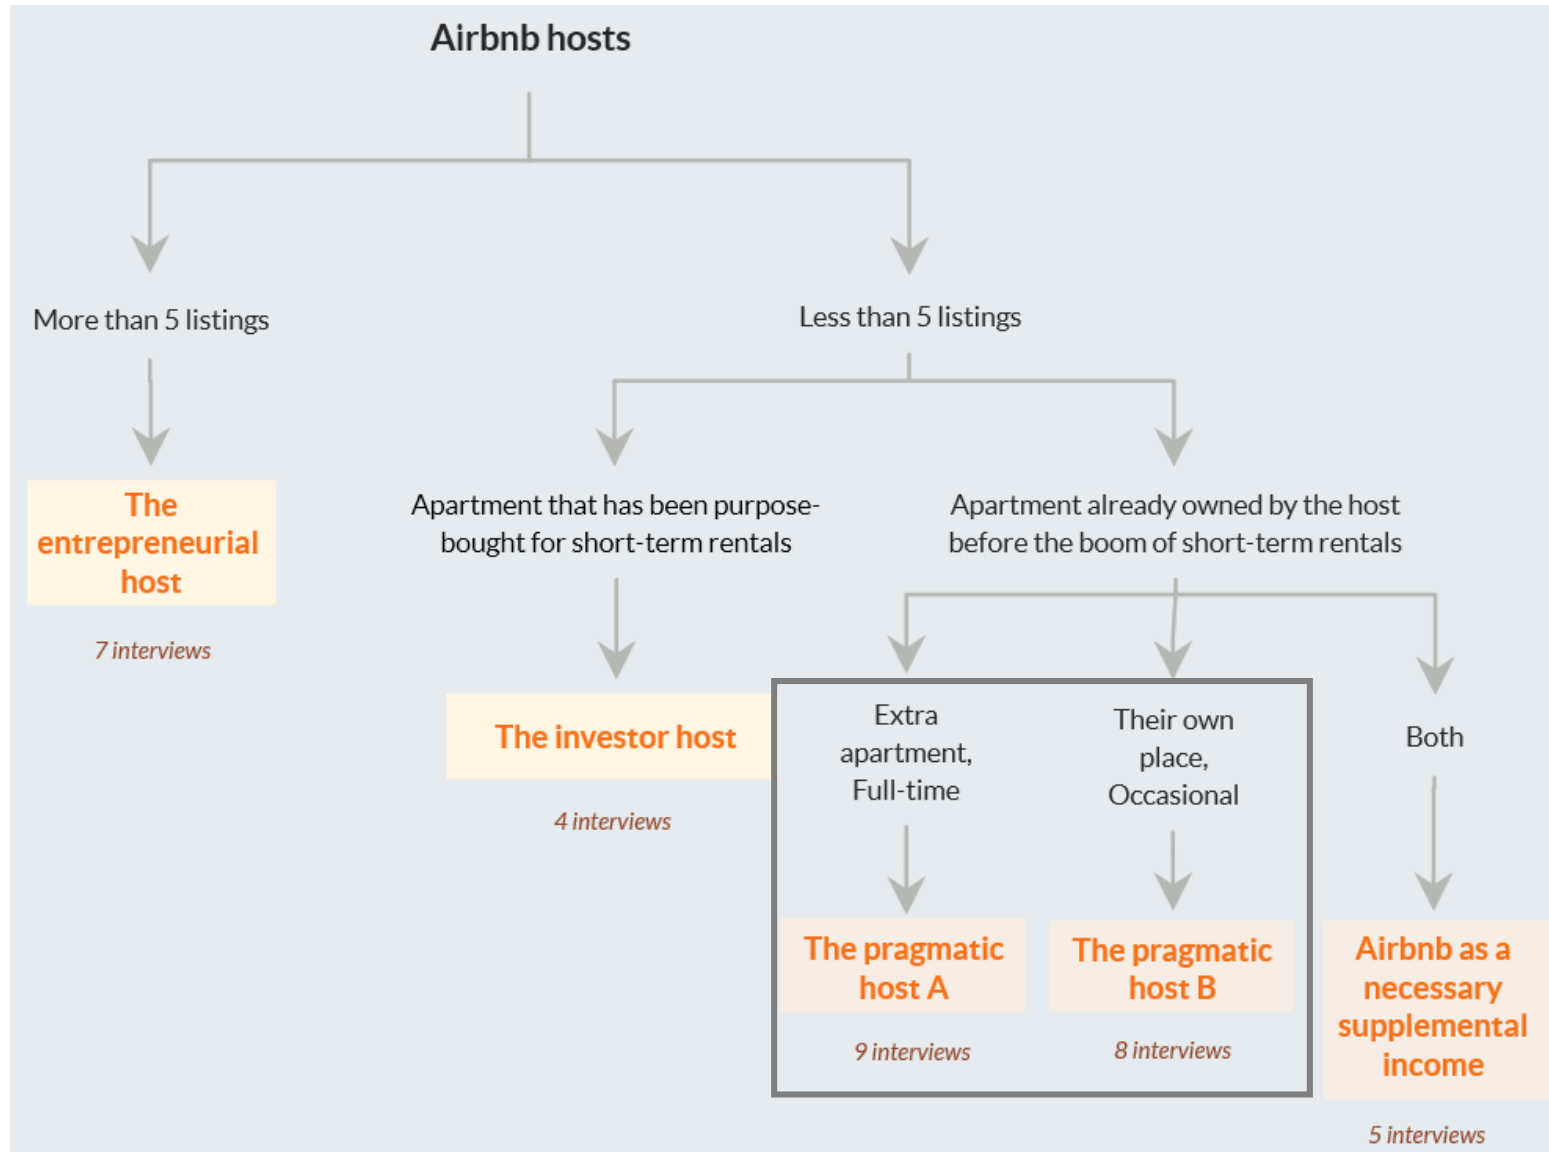 Airbnb hosts
More than 5 listings
Less than 5 listings
The
entrepreneurial
host
7 interviews
Apartment that has been purpose-
bought for short-term rentals
The investor host
4 interviews
Apartment already owned by the host
before the boom of short-term rentals
Extra
apartment,
Full-time
The pragmatic
host A
9 interviews
Their own
place,
Occasional
The pragmatic
host B
8 interviews
Both
Airbnb as a
necessary
supplemental
income
5 interviews